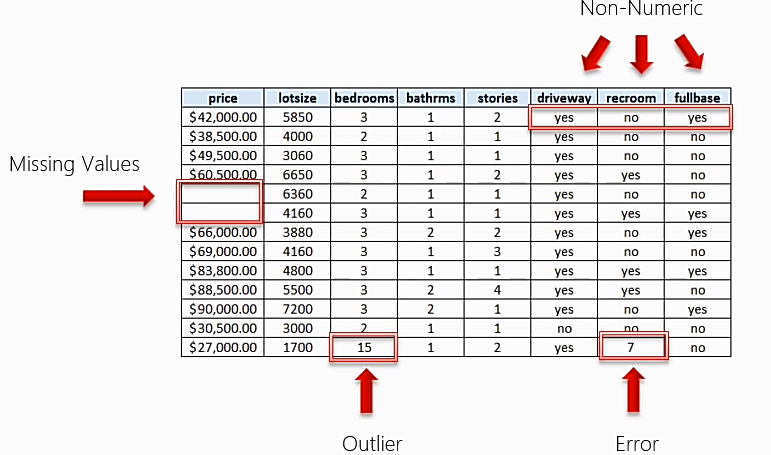 Non-Numeric
price lotsize bedrooms bathrms stories driveway recroom fullbase
$42,000.00 5850 3 1 2 yes no yes
$38,500.00 4000 2 1 1 yes no no
$49,500.00 3060 3 1 1 yes no no
Missing Values
$60,500.00 6650 3 1 2 yes yes no
6360 2 1 1 yes no no
4160 3 1 1 yes yes yes
$66,000.00 3880 3 2 2 yes no yes
$69,000.00 4160 3 1 3 yes no no
$83,800.00 4800 3 1 1 yes yes yes
$88,500.00 5500 3 2 4 yes yes no
$90,000.00 7200 3 2 1 yes no yes
$30,500.00 3000 2 1 1 no no no
$27,000.00 1700 15 1 2 yes 7 no
Outlier Error